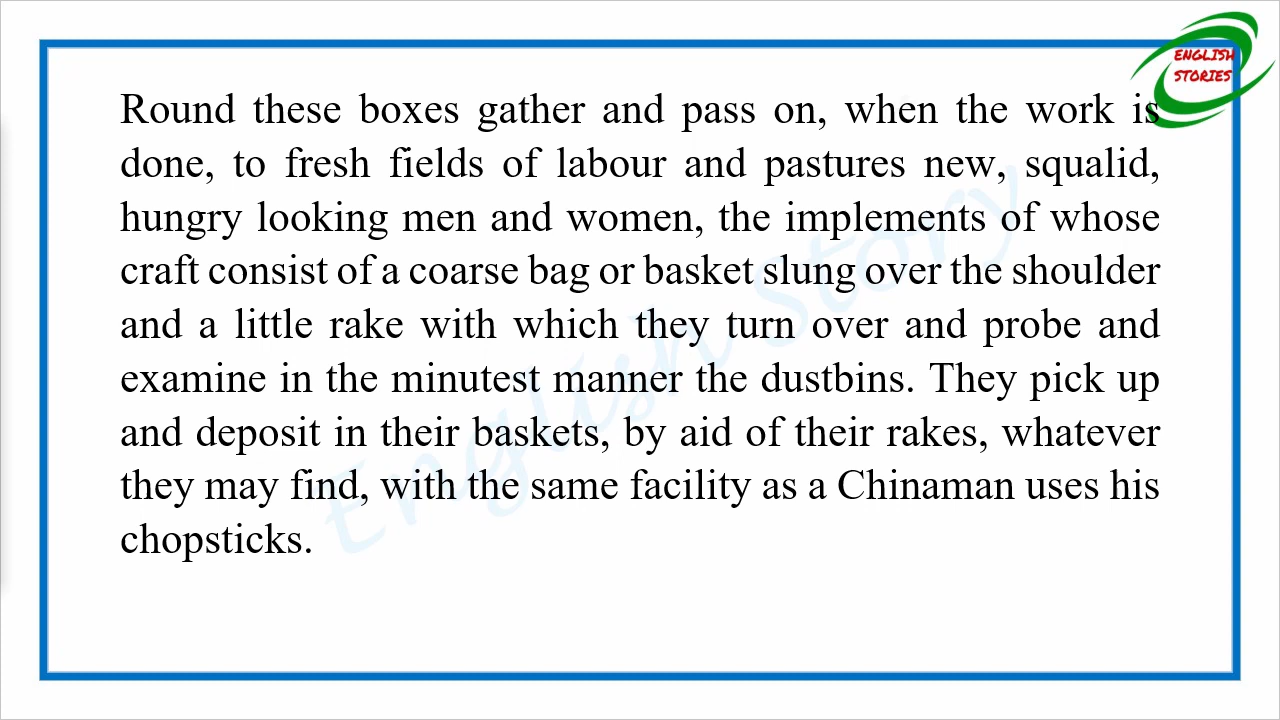 ENGLISH
STORIES
Round these boxes gather and pass on, when the work is
done, to fresh fields of labour and pastures new, squalid,
hungry looking men and women, the implements of whose
craft consist of a coarse bag or basket slung over the shoulder
and a little rake with which they turn over and probe and
examine in the minutest manner the dustbins. They pick up
and deposit in their baskets, by aid of their rakes, whatever
they may find, with the same facility as a Chinaman uses his
chopsticks.
English Story